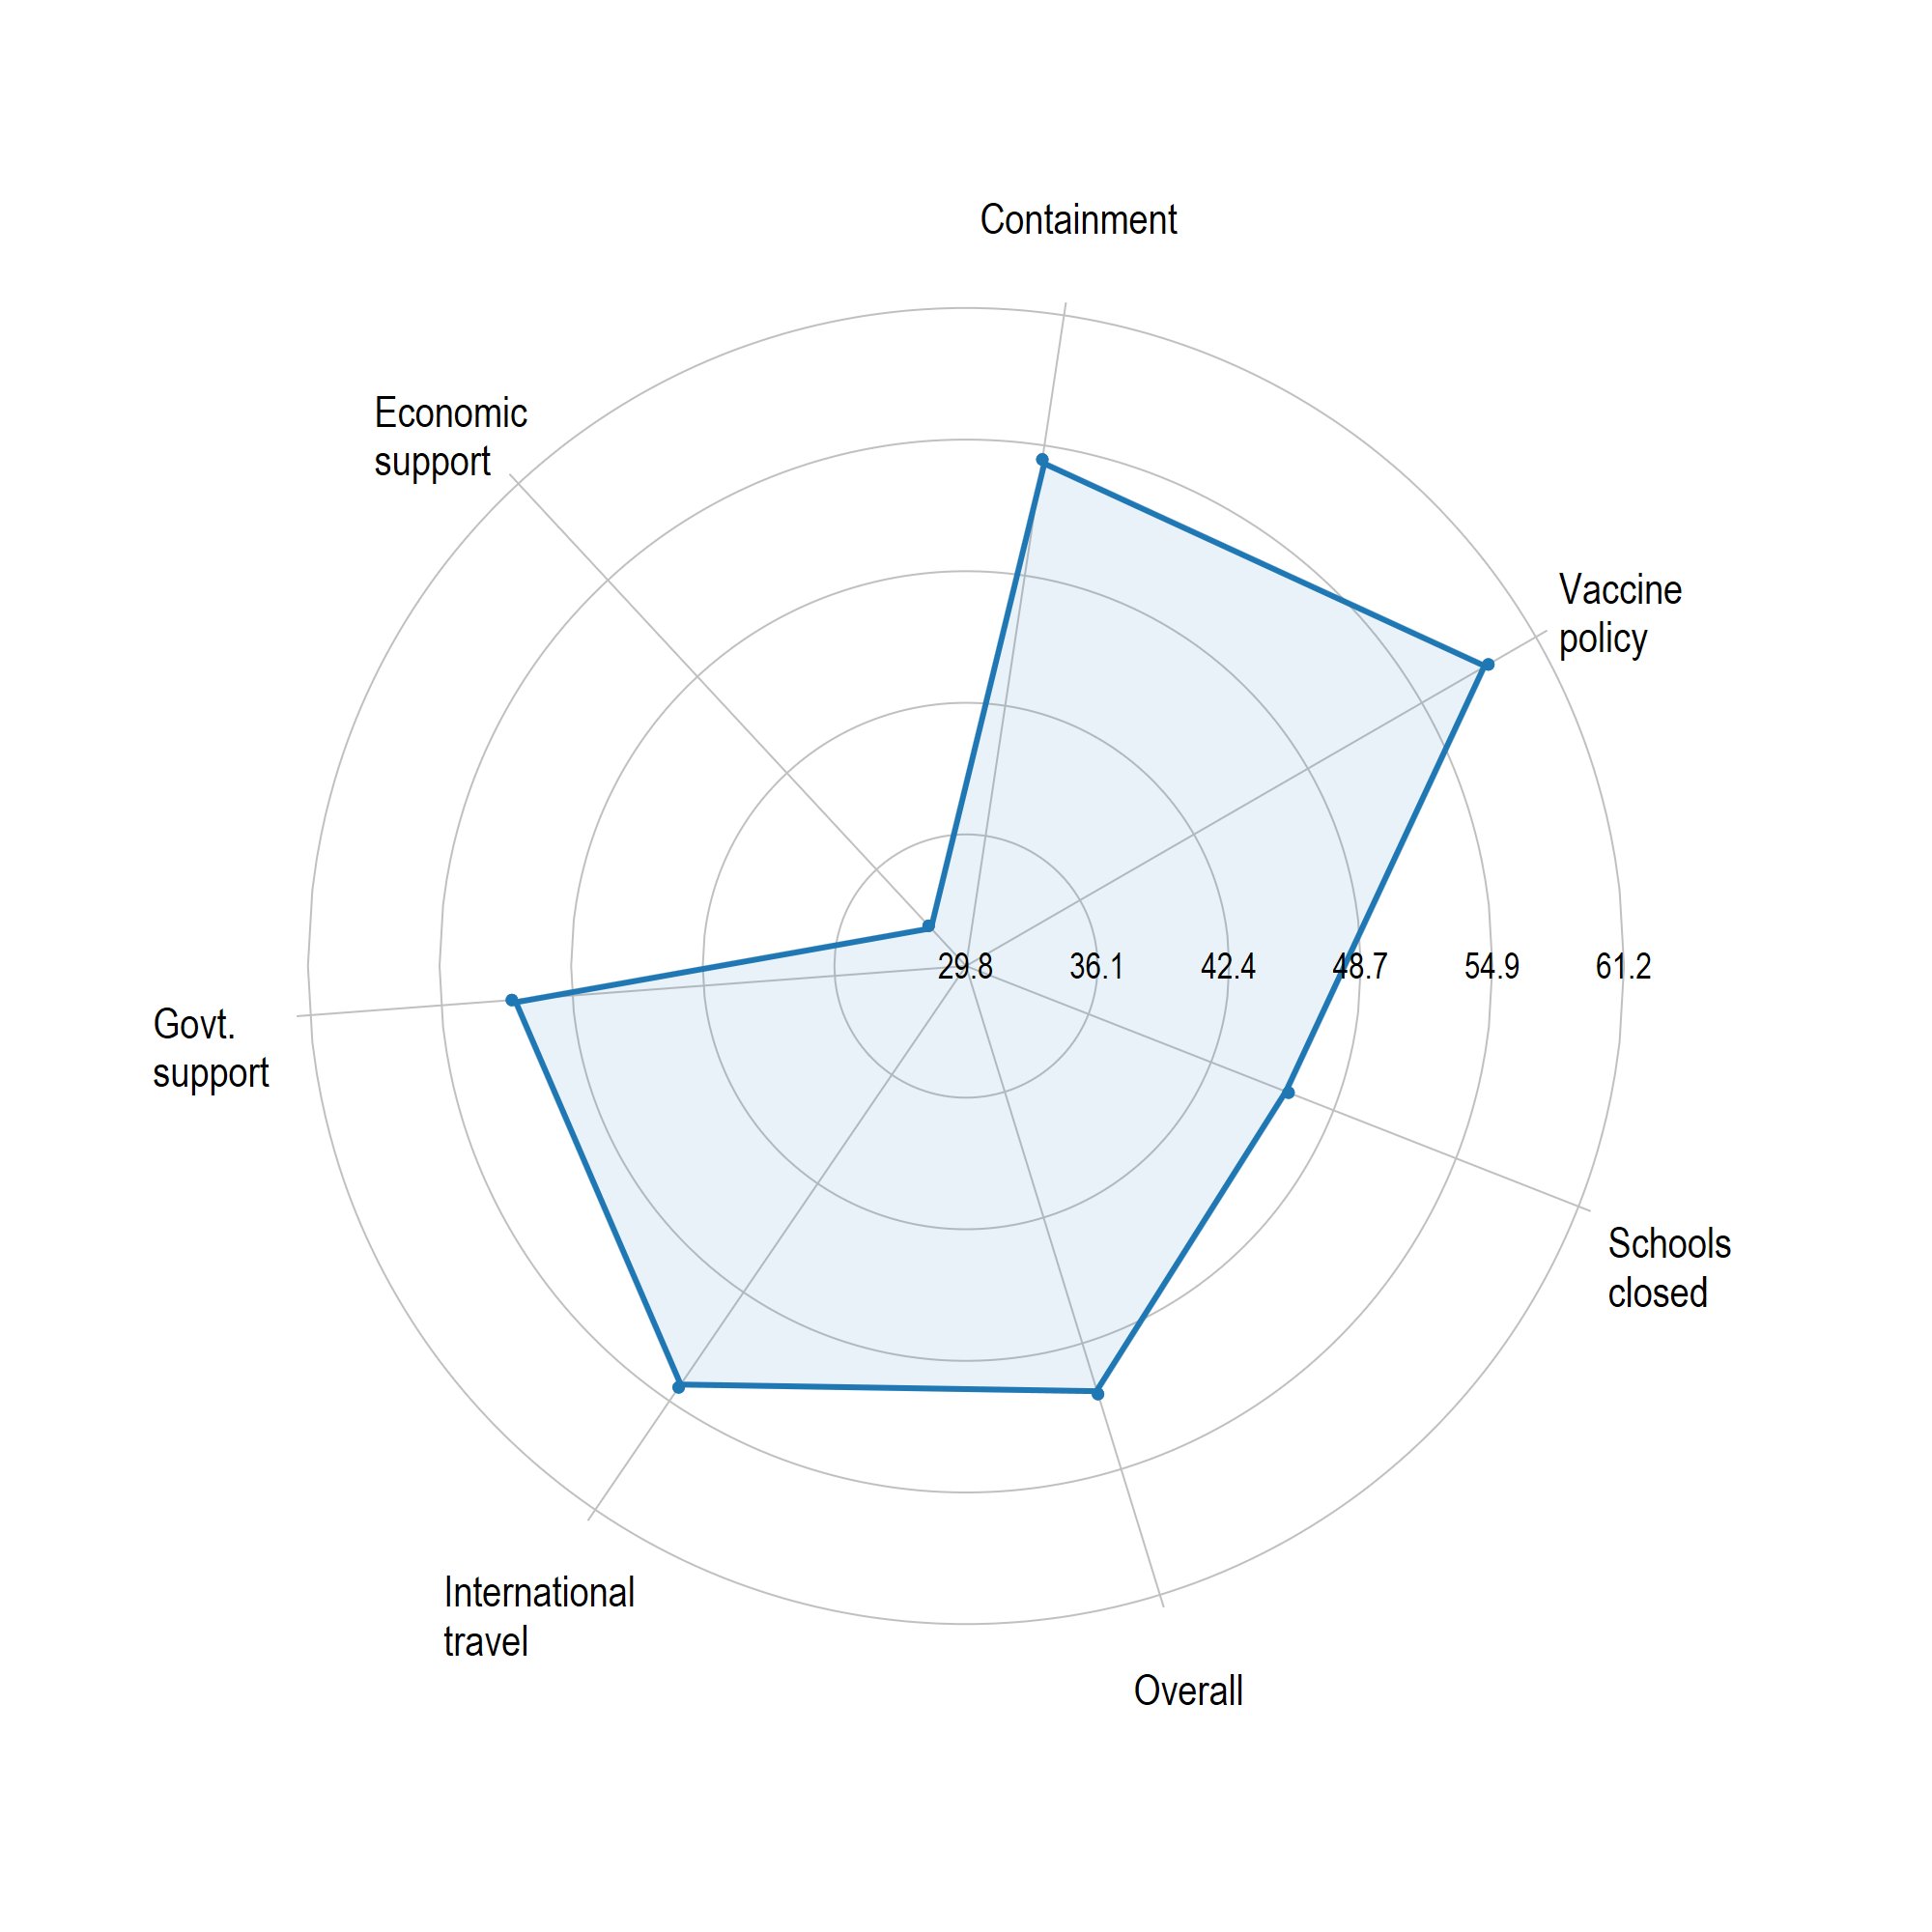 Containment
Economic
support
Vaccine
policy
29.8
36.1
42.4
48.7
54.9
61.2
Govt.
support
Schools
closed
International
travel
Overall